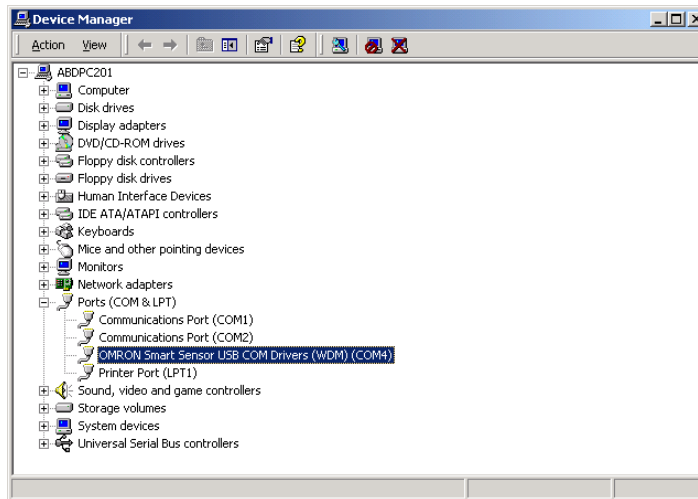 Device Manager
Action View
ABDPC201
Computer
Disk drives
Display adapters
DVD/CD-ROM drives
Floppy disk controllers
Floppy disk drives
Human Interface Devices
IDE ATA/ATAPI controllers
Keyboards
Mice and other pointing devices
Monitors
Network adapters
Ports (COM & LPT)
Communications Port (COM1)
Communications Port (COM2)
OMRON Smart Sensor USB COM Drivers (WDM) (COM4)
Printer Port (LPT1)
Sound, video and game controllers
Storage volumes
System devices
Universal Serial Bus controllers